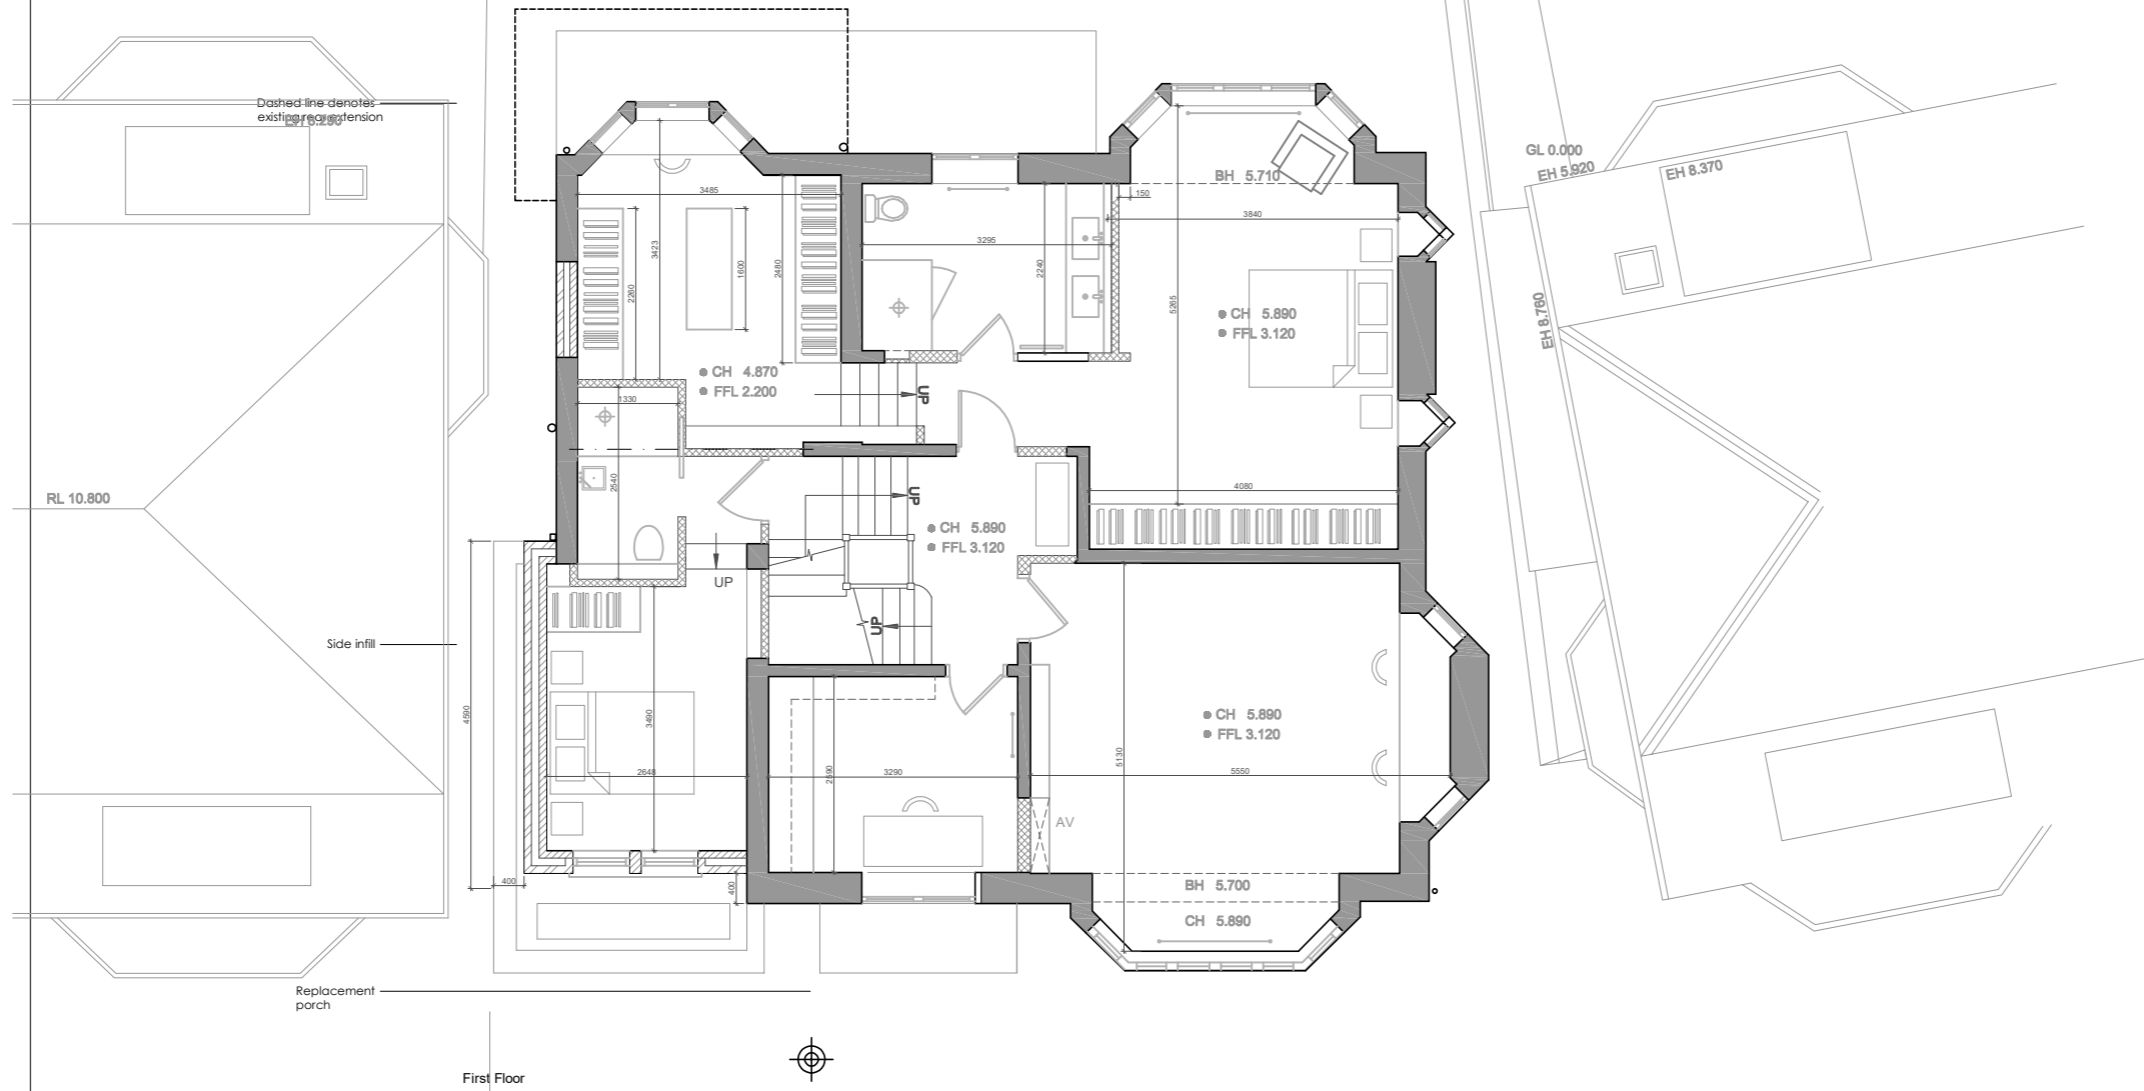 Dashed line denotes
existing rear extension
EH 5.920
EH 8.370
GL 0.000
BH 5.710
150
3485
3840
3295
3423
2260
1600
2480
2240
5265
EH 8.760
CH 5.890
FFL 3.120
CH 4.870
FFL 2.200
UP
1330
RL 10.800
2540
UP
4080
CH 5.890
FFL 3.120
UP
UP
Side infill
4590
3490
CH 5.890
FFL 3.120
5130
2648
2590
3290
5550
AV
400
400
BH 5.700
CH 5.890
Replacement
porch
First Floor